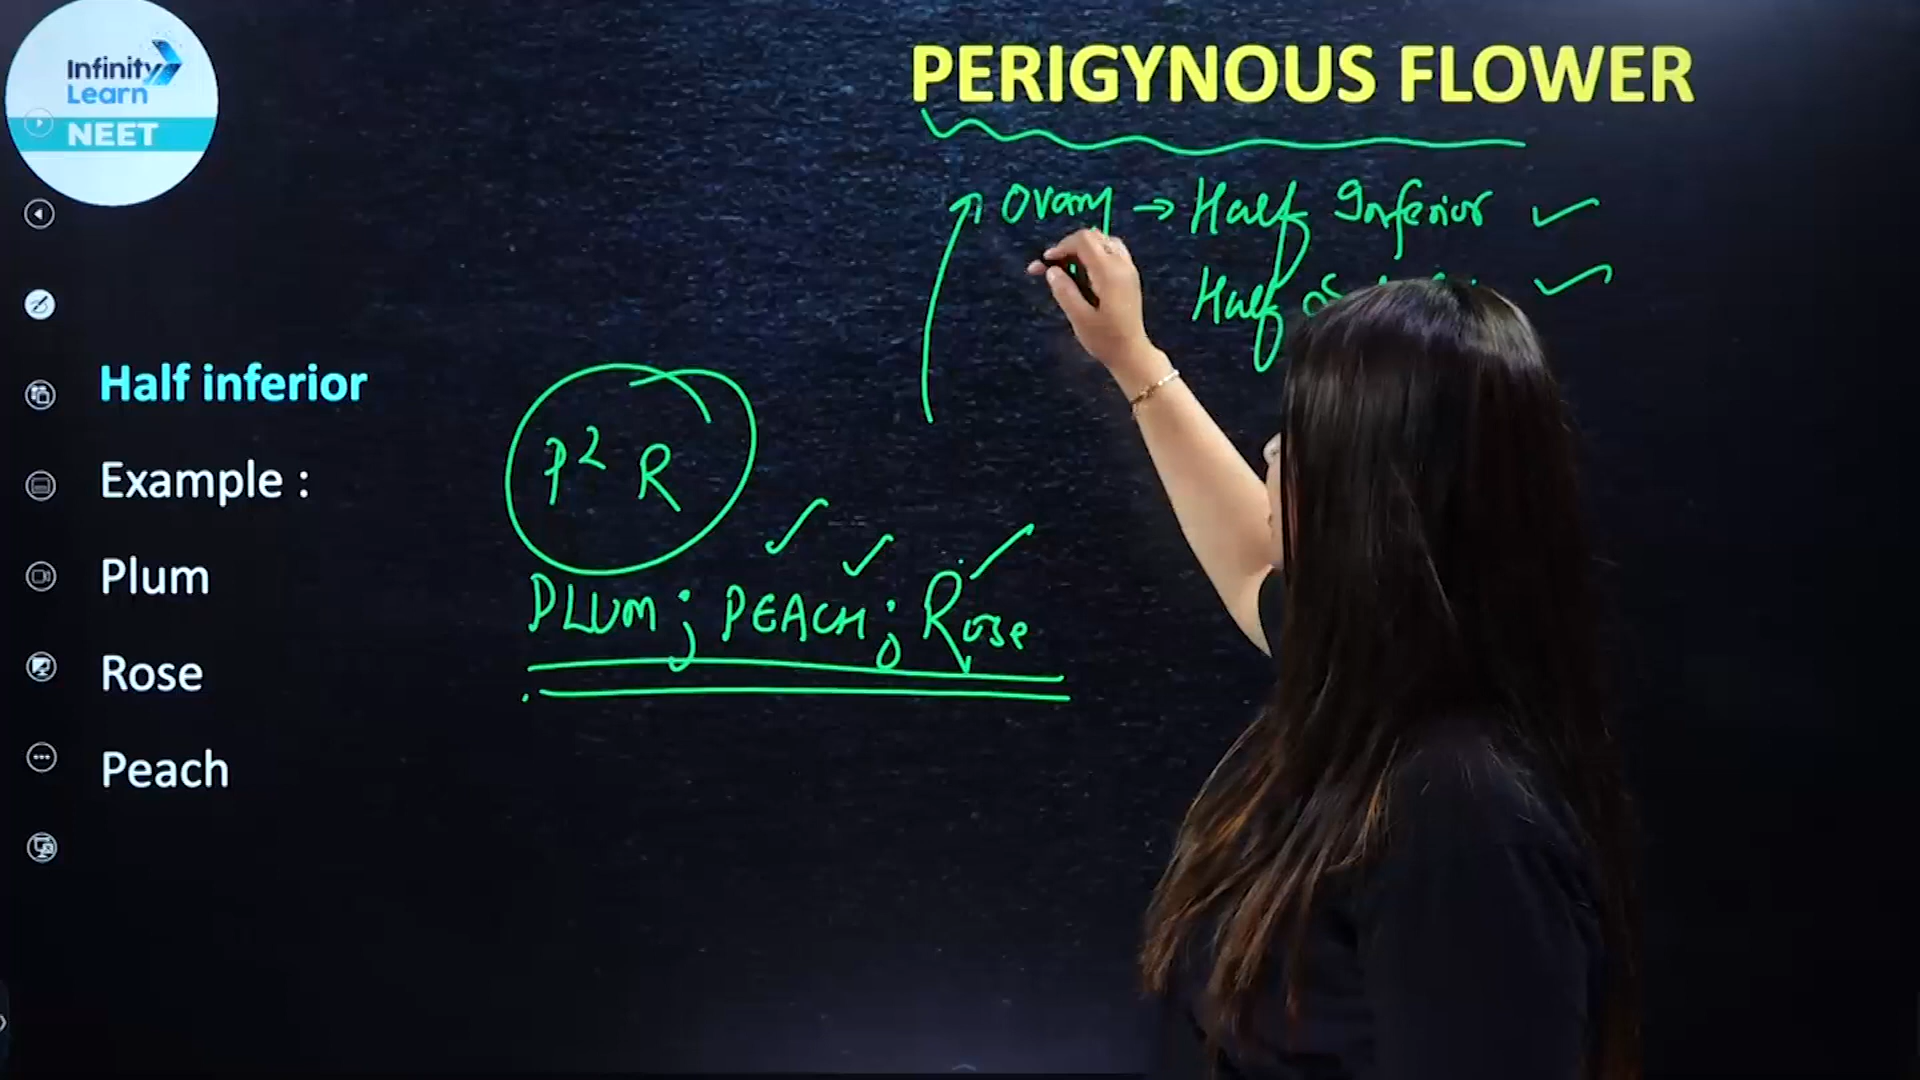 Infinity
Learn
NEET
PERIGYNOUS FLOWER
Ovary → Half Inferior ✓
Half
Half inferior
Example :
Plum
Rose
Peach
P² R
PLUM; PEACH; Rose